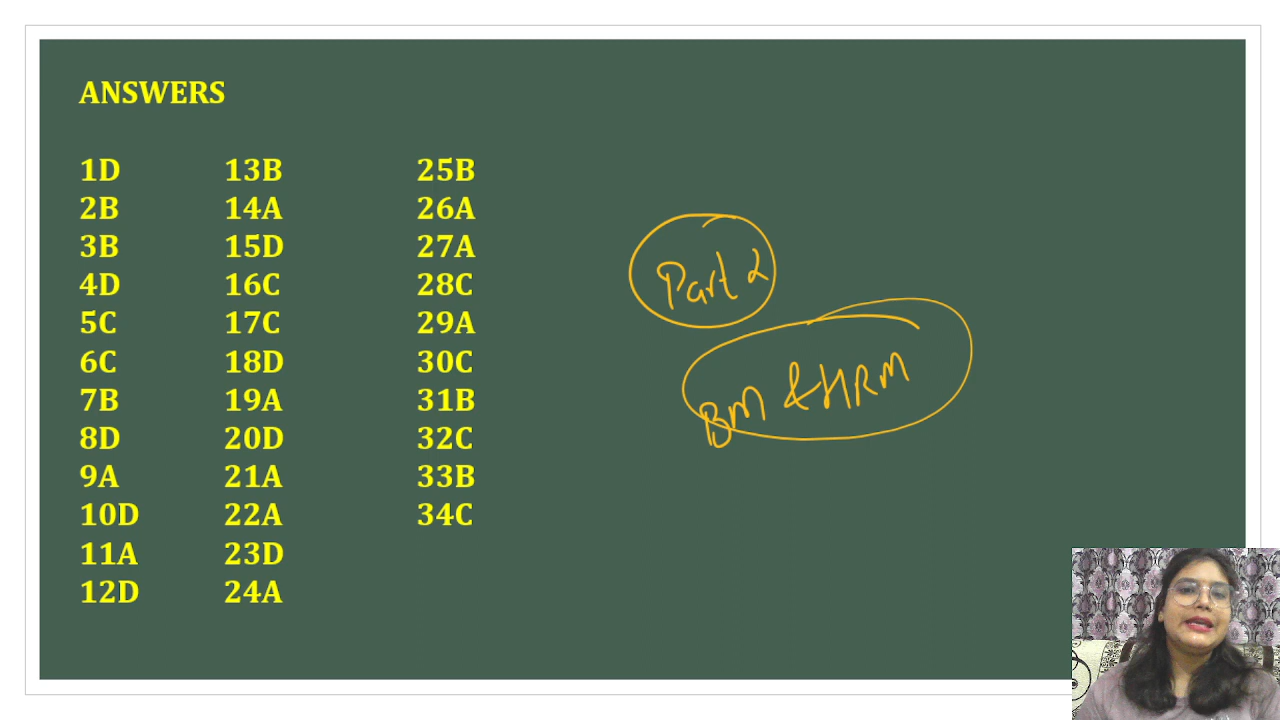 ANSWERS
1D
2B
3B
4D
5C
6C
7B
8D
9A
10D
11A
12D
13B
14A
15D
16C
17C
18D
19A
20D
21A
22A
23D
24A
25B
26A
27A
28C
29A
30C
31B
32C
33B
34C
Part 2
BM & HRM